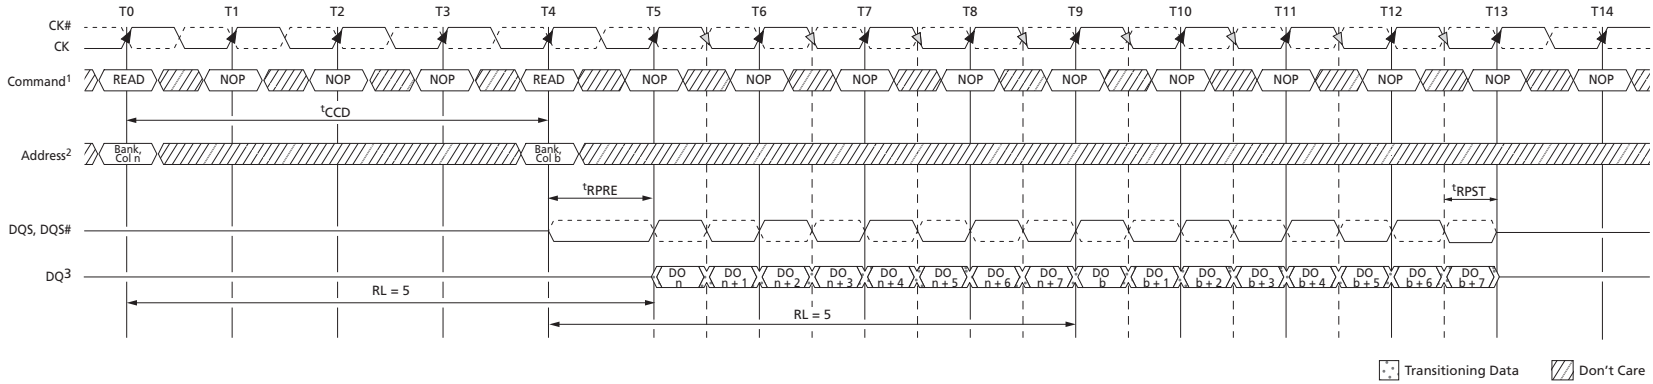 T0 T1 T2 T3 T4 T5 T6 T7 T8 T9 T10 T11 T12 T13 T14
CK#
CK
Command1 READ NOP NOP NOP READ NOP NOP NOP NOP NOP NOP NOP NOP NOP NOP
tCCD
Address2 Bank, Col n Bank, Col b
tRPRE tRPST
DQS, DQS#
DQ3 DO n DO n + 1 DO n + 2 DO n + 3 DO n + 4 DO n + 5 DO n + 6 DO n + 7 DO b DO b + 1 DO b + 2 DO b + 3 DO b + 4 DO b + 5 DO b + 6 DO b + 7
RL = 5
RL = 5
Transitioning Data Don't Care